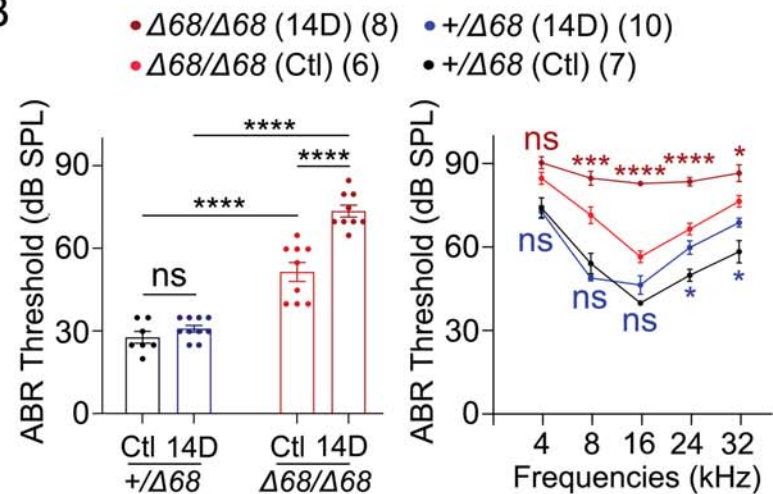 B
Δ68/Δ68 (14D) (8)
+/Δ68 (14D) (10)
Δ68/Δ68 (Ctl) (6)
+/Δ68 (Ctl) (7)
ABR Threshold (dB SPL)
90
60
30
0
ns
****
****
****
Ctl 14D
Ctl 14D
+/Δ68
Δ68/Δ68
ABR Threshold (dB SPL)
90
60
30
0
ns
***
****
****
*
ns
ns
ns
*
*
4 8 16 24 32
Frequencies (kHz)